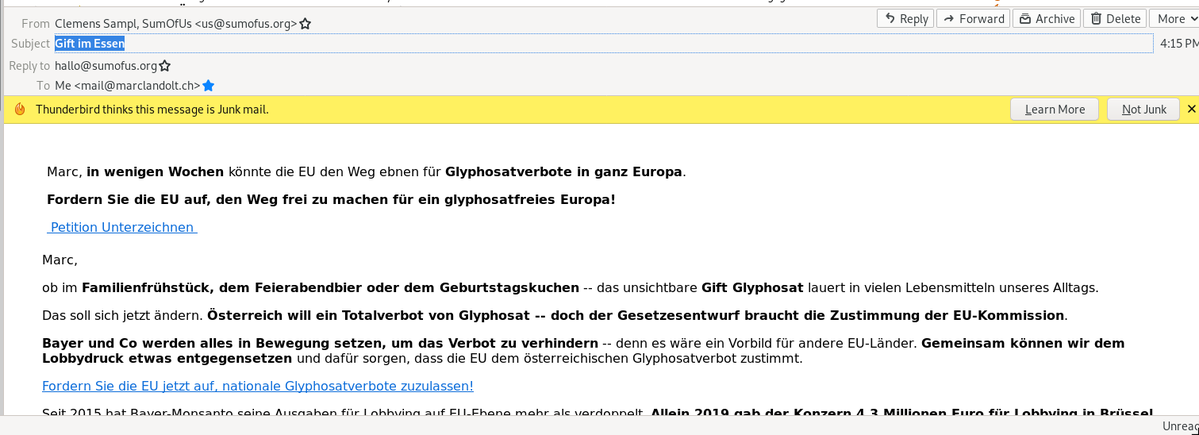 From Clemens Sampl, SumOfUs <us@sumofus.org>
Reply Forward Archive Delete More
Subject Gift im Essen 4:15 PM
Reply to hallo@sumofus.org
To Me <mail@marclandolt.ch>
Thunderbird thinks this message is Junk mail. Learn More Not Junk
Marc, in wenigen Wochen könnte die EU den Weg ebnen für Glyphosatverbote in ganz Europa.
Fordern Sie die EU auf, den Weg frei zu machen für ein glyphosatfreies Europa!
Petition Unterzeichnen
Marc,
ob im Familienfrühstück, dem Feierabendbier oder dem Geburtstagskuchen -- das unsichtbare Gift Glyphosat lauert in vielen Lebensmitteln unseres Alltags.
Das soll sich jetzt ändern. Österreich will ein Totalverbot von Glyphosat -- doch der Gesetzesentwurf braucht die Zustimmung der EU-Kommission.
Bayer und Co werden alles in Bewegung setzen, um das Verbot zu verhindern -- denn es wäre ein Vorbild für andere EU-Länder. Gemeinsam können wir dem
Lobbydruck etwas entgegensetzen und dafür sorgen, dass die EU dem österreichischen Glyphosatverbot zustimmt.
Fordern Sie die EU jetzt auf, nationale Glyphosatverbote zuzulassen!
Seit 2015 hat Bayer-Monsanto seine Ausgaben für Lobbying auf EU-Ebene mehr als verdoppelt. Allein 2019 gab der Konzern 4,3 Millionen Euro für Lobbying in Brüssel